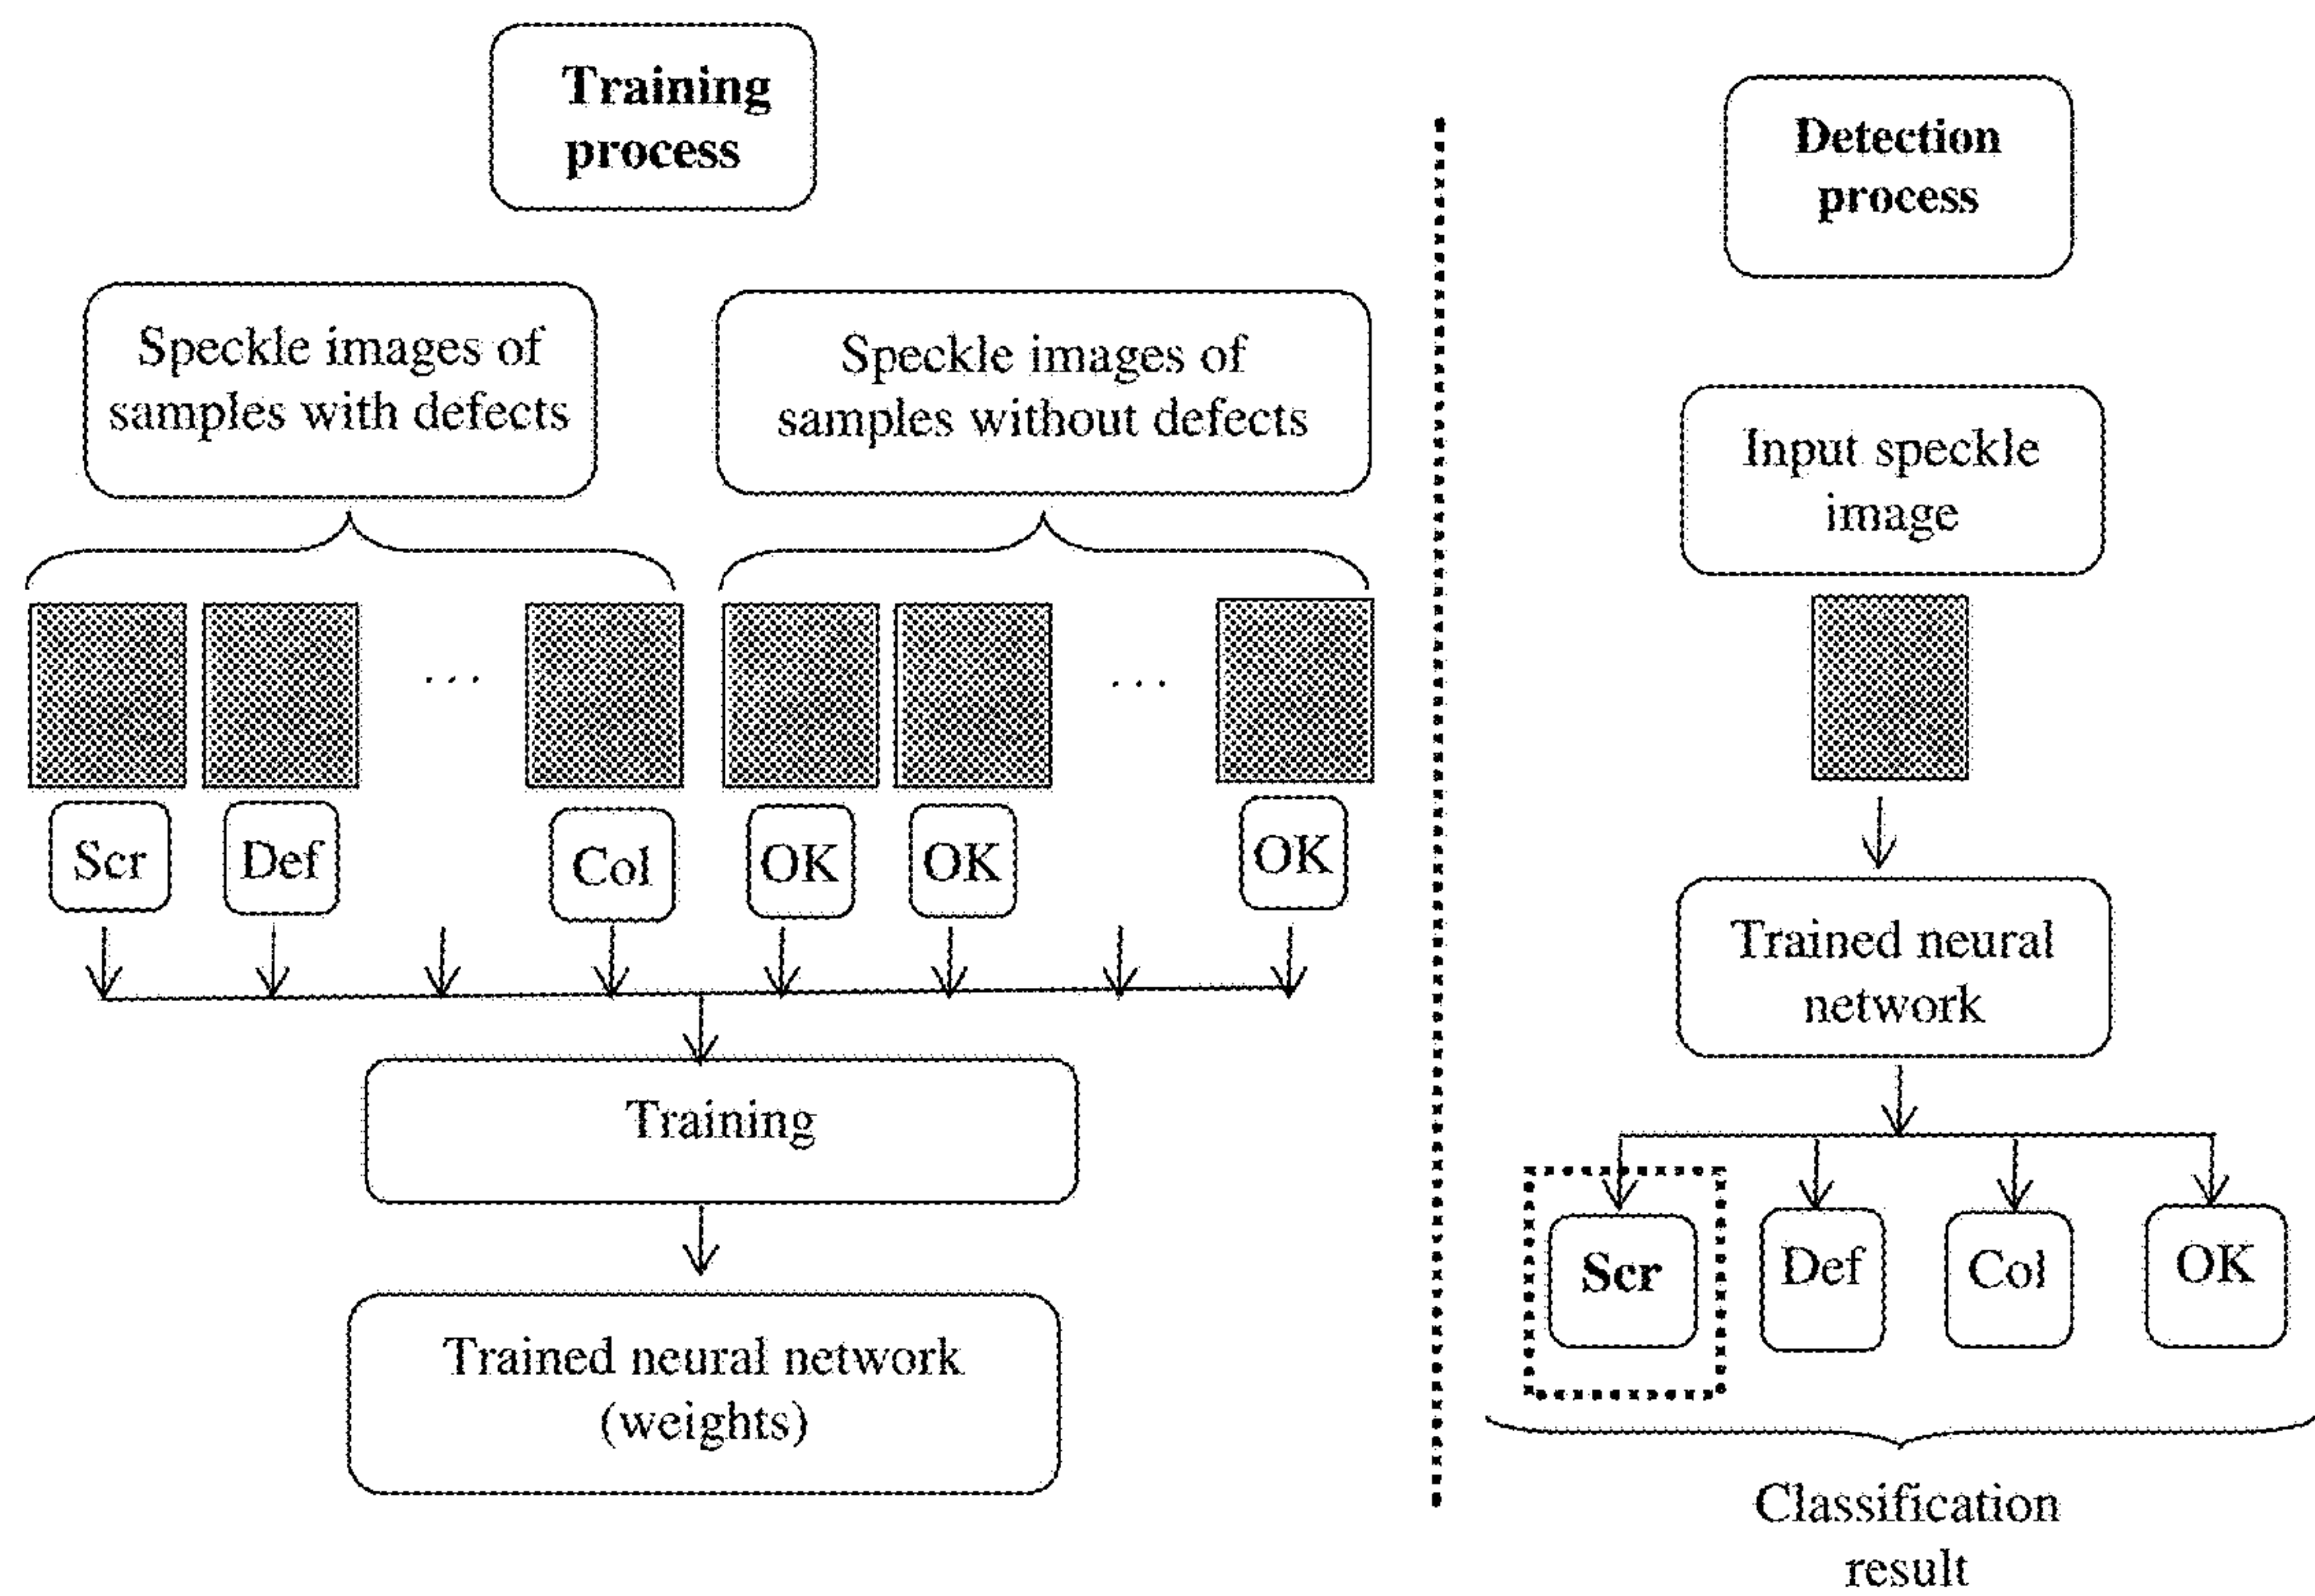 Training
process
Speckle images of
samples with defects
Speckle images of
samples without defects
...
...
Scr
Def
Col
OK
OK
OK
Training
Trained neural network
(weights)
Detection
process
Input speckle
image
Trained neural
network
Scr
Def
Col
OK
Classification
result